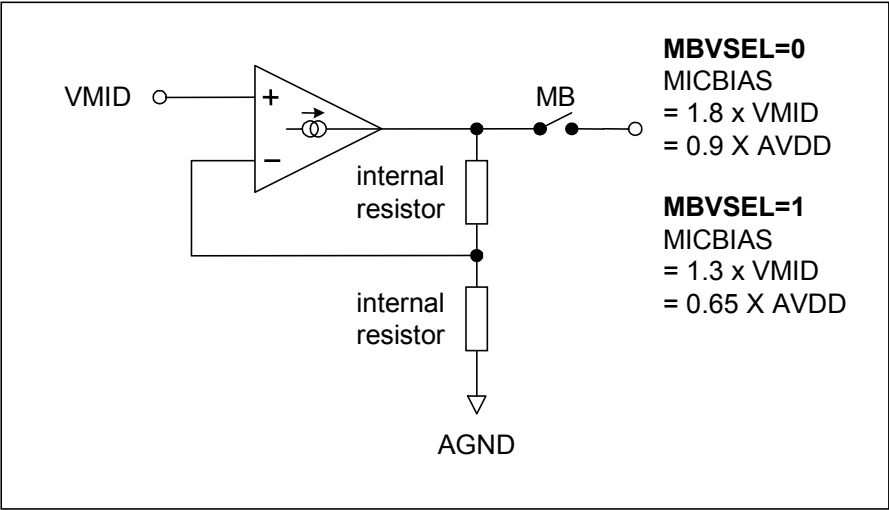 VMID
+
−
MB
internal
resistor
internal
resistor
AGND
MBVSEL=0
MICBIAS
= 1.8 x VMID
= 0.9 X AVDD
MBVSEL=1
MICBIAS
= 1.3 x VMID
= 0.65 X AVDD